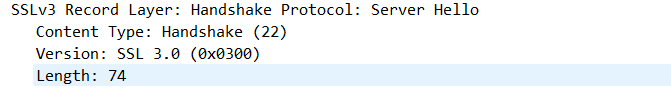 SSLv3 Record Layer: Handshake Protocol: Server Hello
Content Type: Handshake (22)
Version: SSL 3.0 (0x0300)
Length: 74